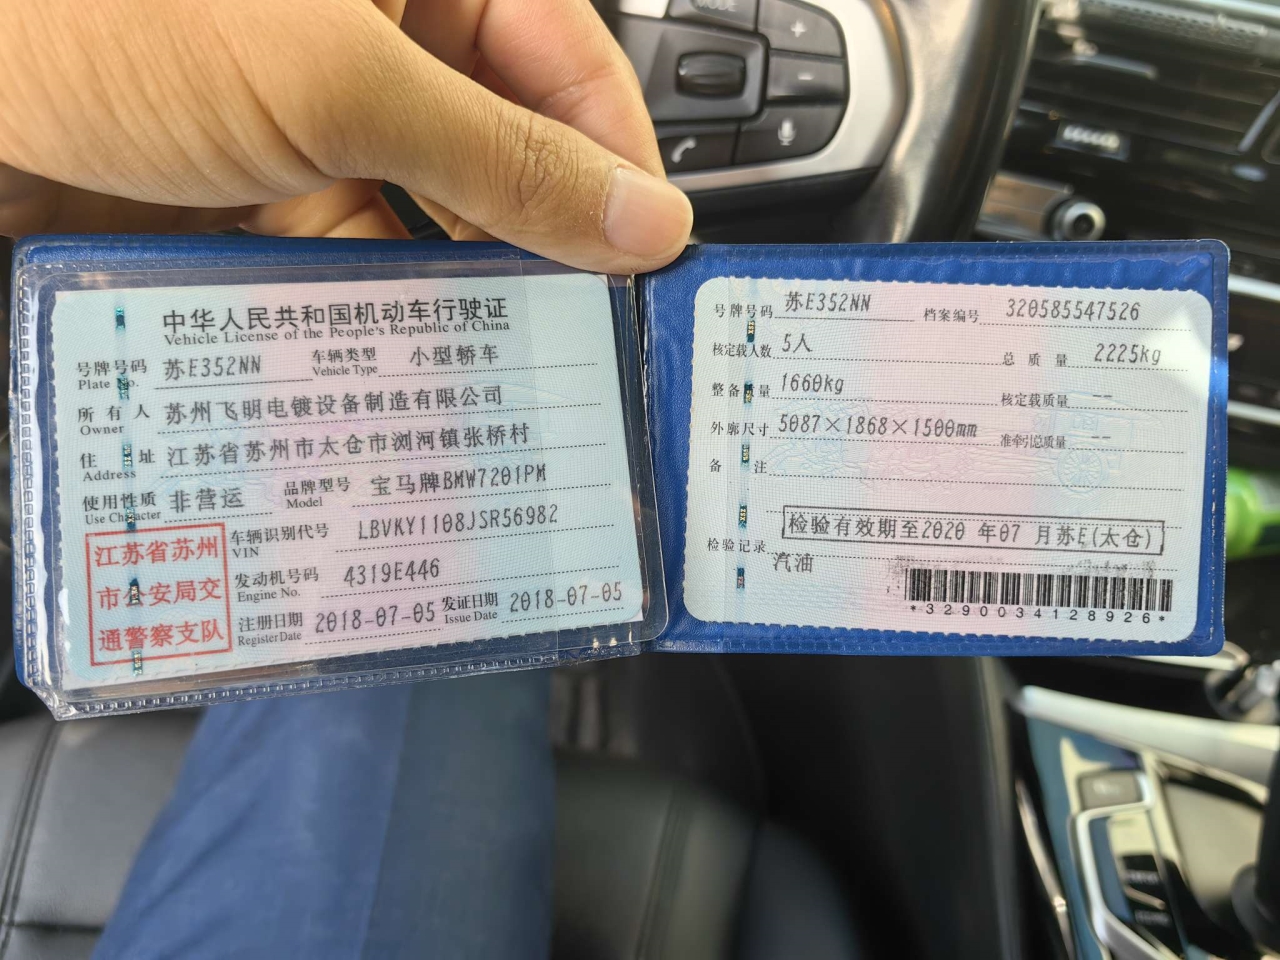 中华人民共和国机动车行驶证
Vehicle License of the People's Republic of China
号牌号码 苏E352NN 车辆类型 小型轿车
Plate No. Vehicle Type
所有人 苏州飞明电镀设备制造有限公司
Owner
住址 江苏省苏州市太仓市浏河镇张桥村
Address
使用性质 非营运 品牌型号 宝马牌BMW7201PM
Use Character Model
江苏省苏州
市公安局交
通警察支队
车辆识别代号 LBVKY1108JSR56982
VIN
发动机号码 4319E446
Engine No.
注册日期 2018-07-05 发证日期 2018-07-05
Register Date Issue Date
号牌号码 苏E352NN 档案编号 320585547526
核定载人数 5人 总质量 2225kg
整备质量 1660kg 核定载质量 --
外廓尺寸 5087×1868×1500mm 准牵引总质量 --
备注
检验有效期至2020 年07 月苏E(太仓)
检验记录
汽油
*3290034128926*
MODE
+
-